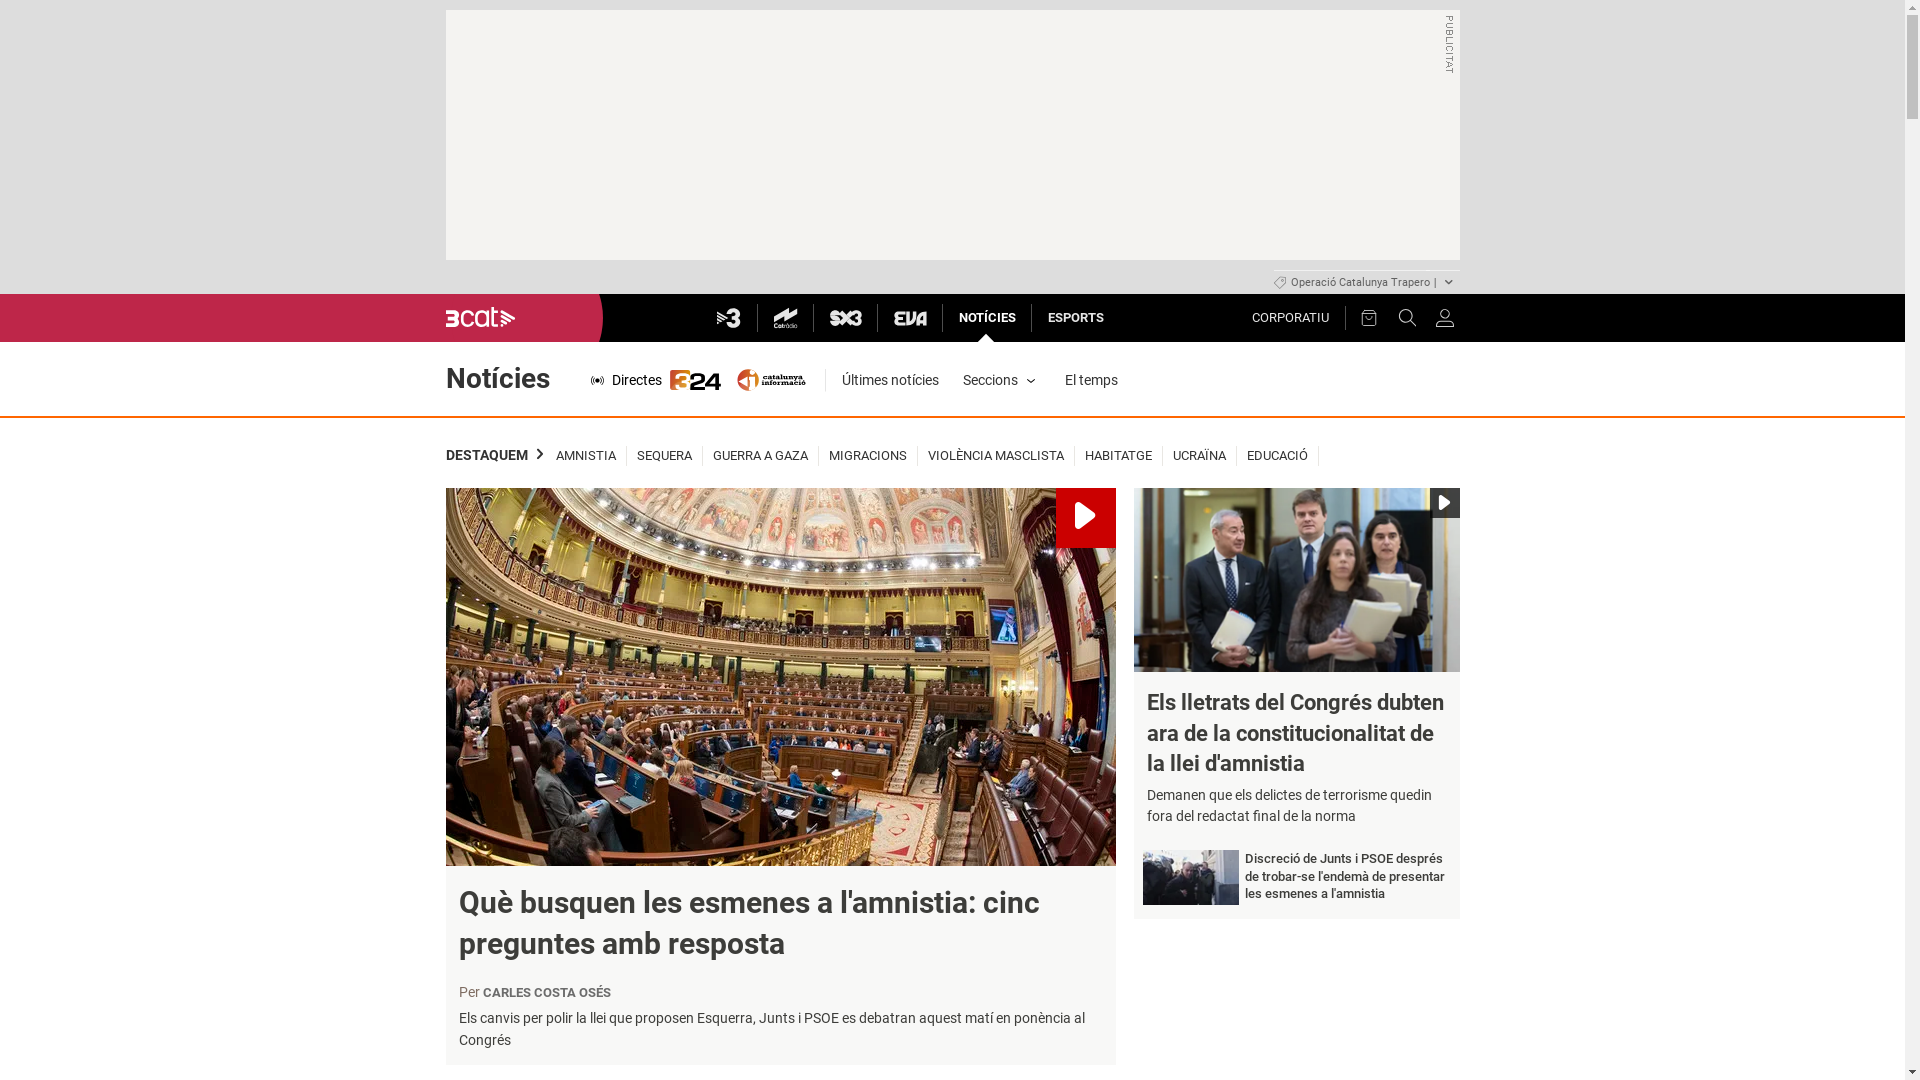 PUBLICITAT
Operació Catalunya Trapero |
3cat
3
Catràdio
SX3
EVA
NOTÍCIES
ESPORTS
CORPORATIU
Notícies
Directes
324
catalunya
informació
Últimes notícies
Seccions
El temps
DESTAQUEM
AMNISTIA
SEQUERA
GUERRA A GAZA
MIGRACIONS
VIOLÈNCIA MASCLISTA
HABITATGE
UCRAÏNA
EDUCACIÓ
Què busquen les esmenes a l'amnistia: cinc
preguntes amb resposta
Per CARLES COSTA OSÉS
Els canvis per polir la llei que proposen Esquerra, Junts i PSOE es debatran aquest matí en ponència al
Congrés
Els lletrats del Congrés dubten
ara de la constitucionalitat de
la llei d'amnistia
Demanen que els delictes de terrorisme quedin
fora del redactat final de la norma
Discreció de Junts i PSOE després
de trobar-se l'endemà de presentar
les esmenes a l'amnistia